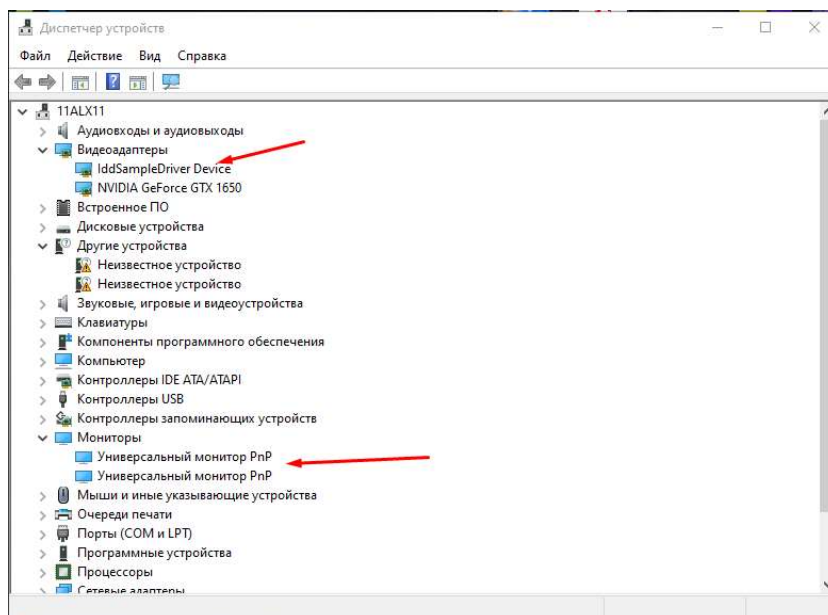 Диспетчер устройств
Файл Действие Вид Справка
11ALX11
Аудиовходы и аудиовыходы
Видеоадаптеры
IddSampleDriver Device
NVIDIA GeForce GTX 1650
Встроенное ПО
Дисковые устройства
Другие устройства
Неизвестное устройство
Неизвестное устройство
Звуковые, игровые и видеоустройства
Клавиатуры
Компоненты программного обеспечения
Компьютер
Контроллеры IDE ATA/ATAPI
Контроллеры USB
Контроллеры запоминающих устройств
Мониторы
Универсальный монитор PnP
Универсальный монитор PnP
Мыши и иные указывающие устройства
Очереди печати
Порты (COM и LPT)
Программные устройства
Процессоры
Сетевые адаптеры